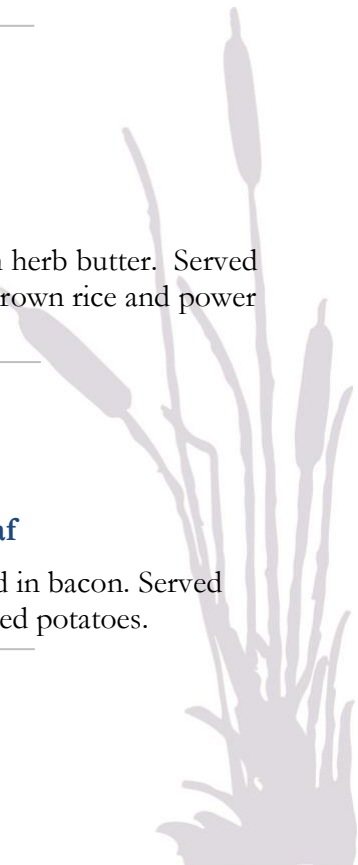 herb butter. Served
rown rice and power
af
d in bacon. Served
ed potatoes.